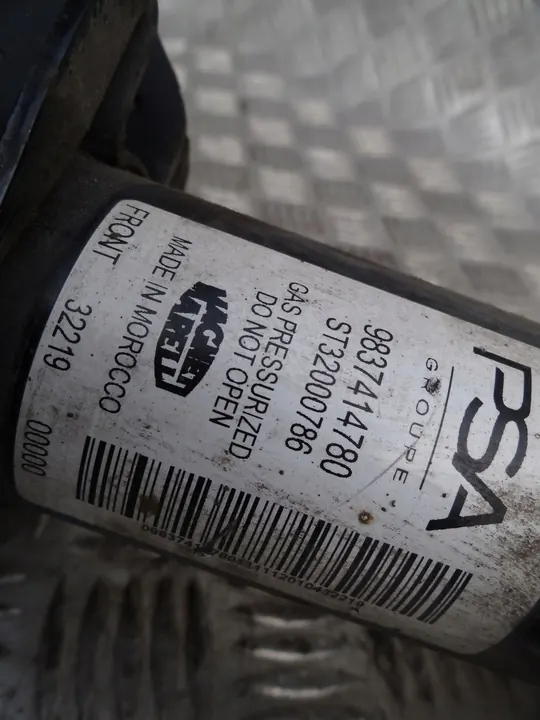 PSA
GROUPE
9837414780
ST32000786
GAS PRESSURIZED
DO NOT OPEN
MAGNETI
MARELLI
MADE IN MOROCCO
FRONT 32219 00000